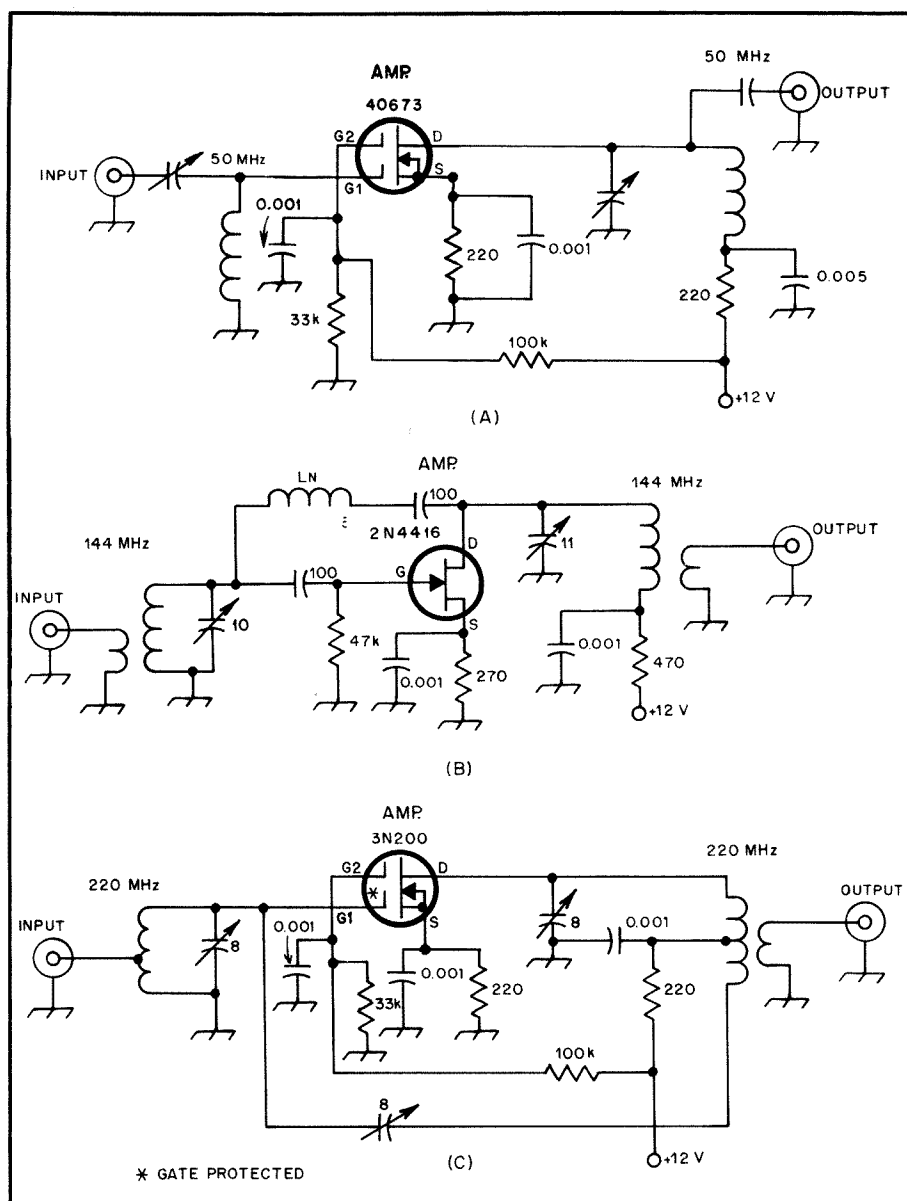 AMP.
40673
50 MHz
OUTPUT
G2
D
S
G1
INPUT
50 MHz
0.001
220
0.001
33k
220
0.005
100k
+12 V
(A)
AMP.
LN
100
2N4416
144 MHz
OUTPUT
144 MHz
INPUT
10
100
G
D
S
11
47k
0.001
270
0.001
470
+12 V
(B)
AMP.
3N200
220 MHz
INPUT
8
G2
D
*
G1
S
0.001
33k
0.001
220
8
0.001
220
220 MHz
OUTPUT
100k
8
+12 V
* GATE PROTECTED
(C)